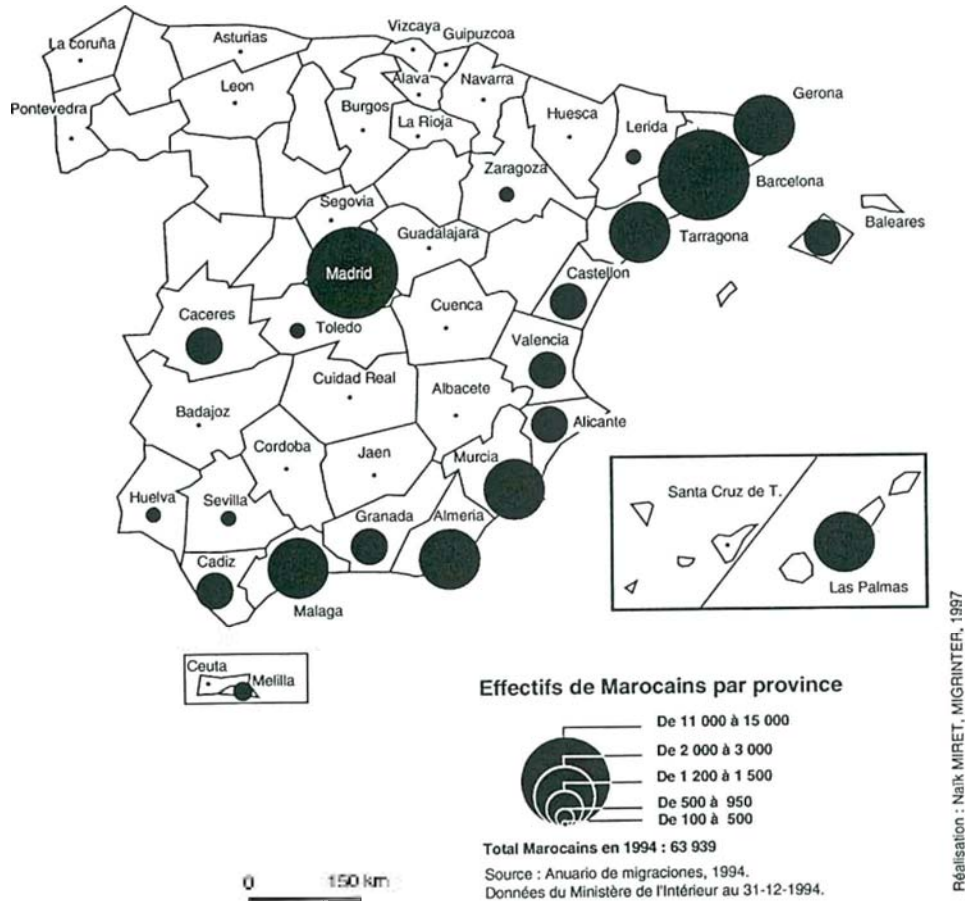 Vizcaya
Guipuzcoa
La coruña
Asturias
Leon
Alava
Navarra
Gerona
Pontevedra
Burgos
La Rioja
Huesca
Lerida
Zaragoza
Barcelona
Segovia
Baleares
Guadalajara
Tarragona
Madrid
Castellon
Caceres
Toledo
Cuenca
Valencia
Cuidad Real
Albacete
Badajoz
Alicante
Cordoba
Jaen
Murcia
Santa Cruz de T.
Huelva
Sevilla
Granada
Almeria
Cadiz
Las Palmas
Malaga
Ceuta
Melilla
Effectifs de Marocains par province
De 11 000 à 15 000
De 2 000 à 3 000
De 1 200 à 1 500
De 500 à 950
De 100 à 500
Total Marocains en 1994 : 63 939
Source : Anuario de migraciones, 1994.
Données du Ministère de l'Intérieur au 31-12-1994.
0 150 km
Réalisation : Naïk MIRET, MIGRINTER, 1997